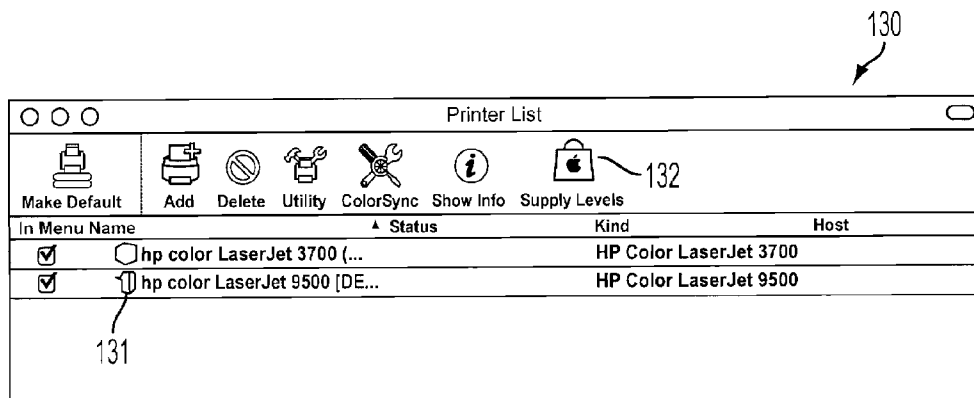 130
Printer List
Make Default Add Delete Utility ColorSync Show Info Supply Levels
132
In Menu Name Status Kind Host
hp color LaserJet 3700 (... HP Color LaserJet 3700
hp color LaserJet 9500 [DE... HP Color LaserJet 9500
131